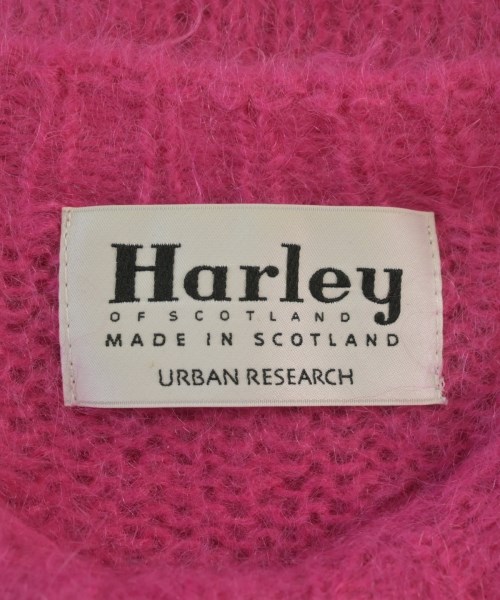 Harley
OF SCOTLAND
MADE IN SCOTLAND
URBAN RESEARCH